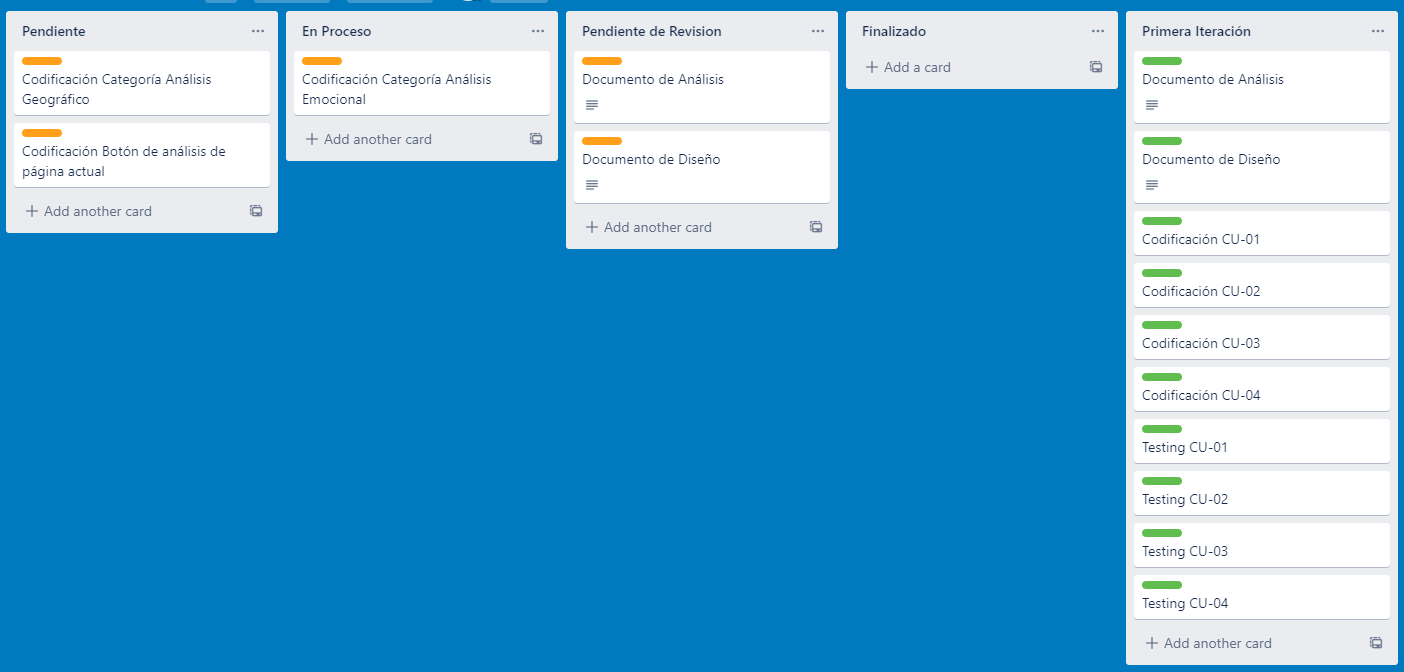 Pendiente
Codificación Categoría Análisis
Geográfico
Codificación Botón de análisis de
página actual
Add another card
En Proceso
Codificación Categoría Análisis
Emocional
Add another card
Pendiente de Revision
Documento de Análisis
Documento de Diseño
Add another card
Finalizado
Add a card
Primera Iteración
Documento de Análisis
Documento de Diseño
Codificación CU-01
Codificación CU-02
Codificación CU-03
Codificación CU-04
Testing CU-01
Testing CU-02
Testing CU-03
Testing CU-04
Add another card